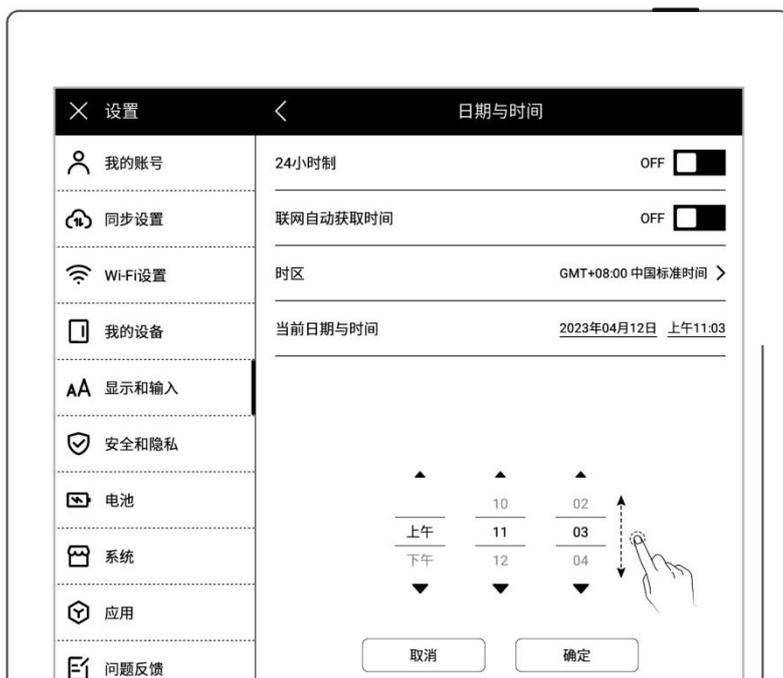 设置
日期与时间
我的账号
24小时制 OFF
同步设置
联网自动获取时间 OFF
Wi-Fi设置
时区 GMT+08:00 中国标准时间
我的设备
当前日期与时间 2023年04月12日 上午11:03
AA 显示和输入
安全和隐私
电池
10 02
上午 11 03
系统
下午 12 04
应用
取消 确定
问题反馈